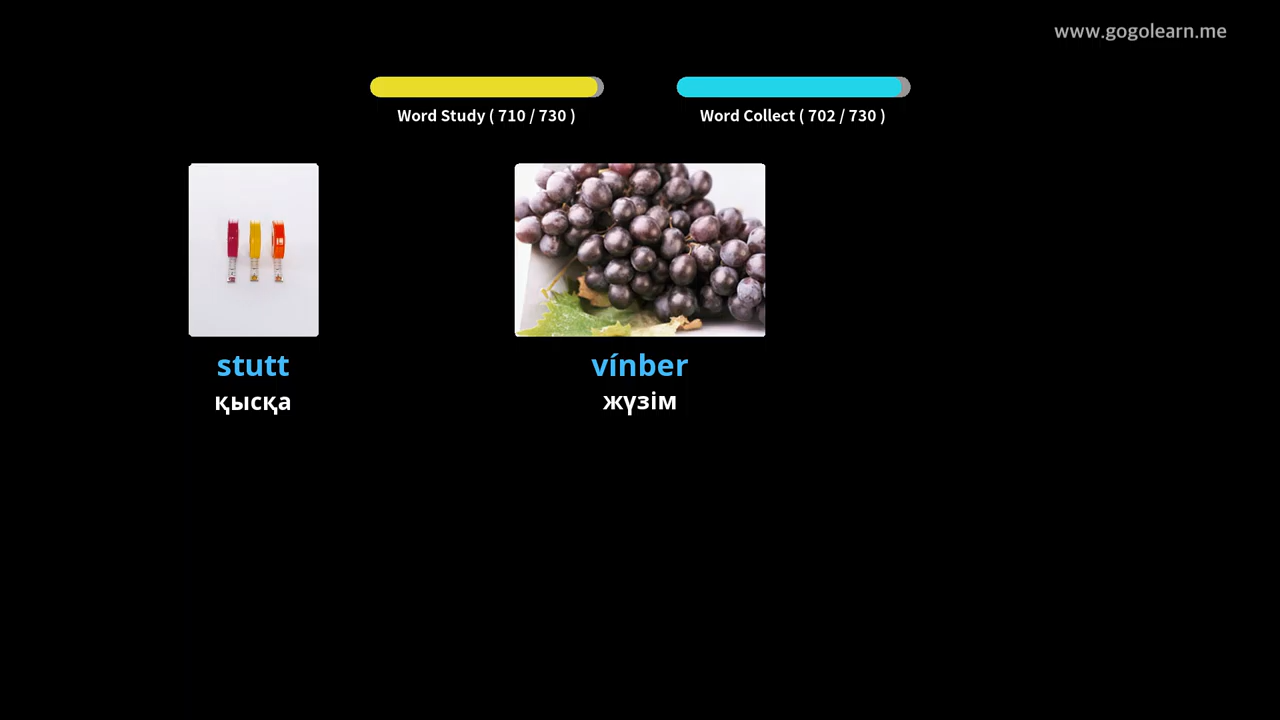 www.gogolearn.me
Word Study ( 710 / 730 )
Word Collect ( 702 / 730 )
stutt
қысқа
vínber
жүзім